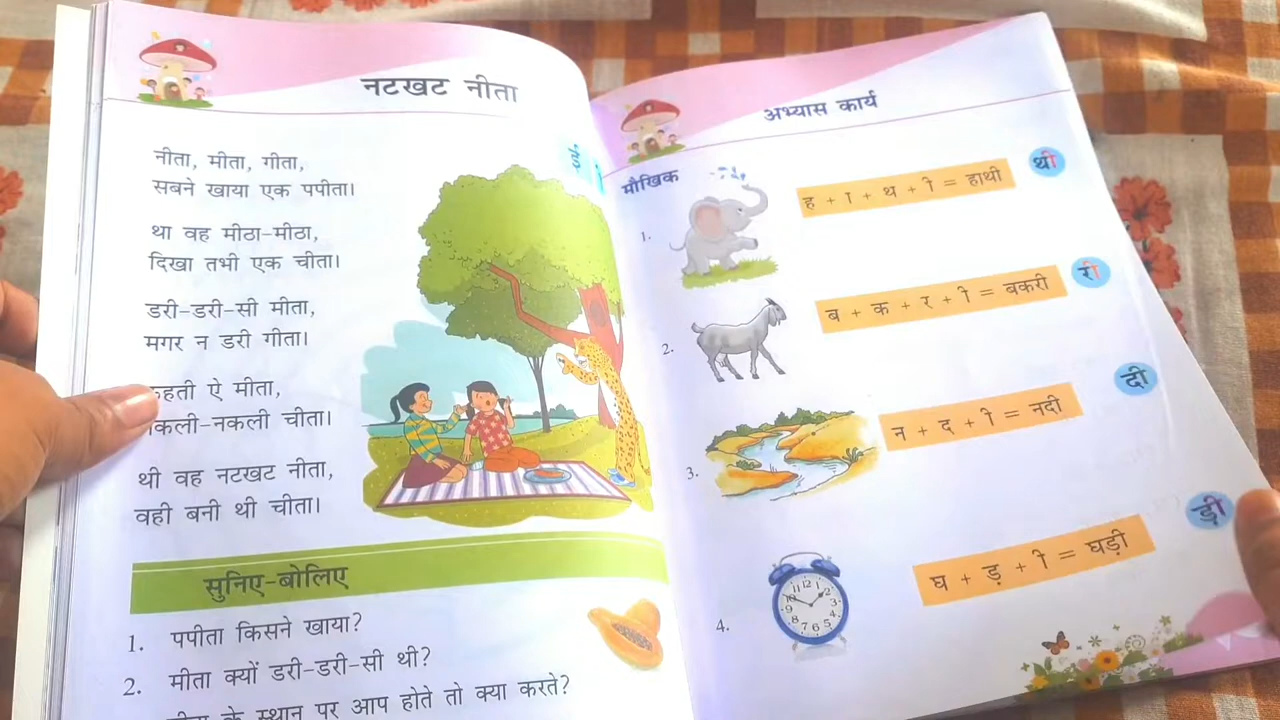 नटखट नीता
नीता, मीता, गीता,
सबने खाया एक पपीता।
था वह मीठा-मीठा,
दिखा तभी एक चीता।
डरी-डरी-सी मीता,
मगर न डरी गीता।
ऐ मीता,
चीता।
थी वह नटखट नीता,
वही बनी थी चीता।
ई ी
सुनिए-बोलिए
1. पपीता किसने खाया?
2. मीता क्यों डरी-डरी-सी थी?
के स्थान पर आप होते तो क्या करते?
अभ्यास कार्य
मौखिक
1. ह + ा + थ + ी = हाथी थी
2. ब + क + र + ी = बकरी री
3. न + द + ी = नदी दी
4. घ + ड़ + ी = घड़ी ड़ी